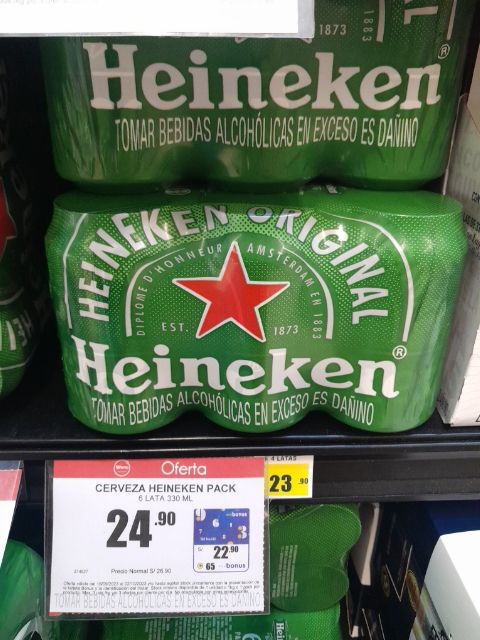 1873
Heineken®
TOMAR BEBIDAS ALCOHÓLICAS EN EXCESO ES DAÑINO
HEINEKEN ORIGINAL
DIPLOME D'HONNEUR AMSTERDAM EN 1883
EST. 1873
Heineken®
TOMAR BEBIDAS ALCOHÓLICAS EN EXCESO ES DAÑINO
Oferta
CERVEZA HEINEKEN PACK
6 LATA 330 ML
24.90
bonus
S/ 22.90
65 bonus
Precio Normal S/ 26.90
TOMAR BEBIDAS ALCOHÓLICAS EN EXCESO ES DAÑINO
4 LATAS
23.90